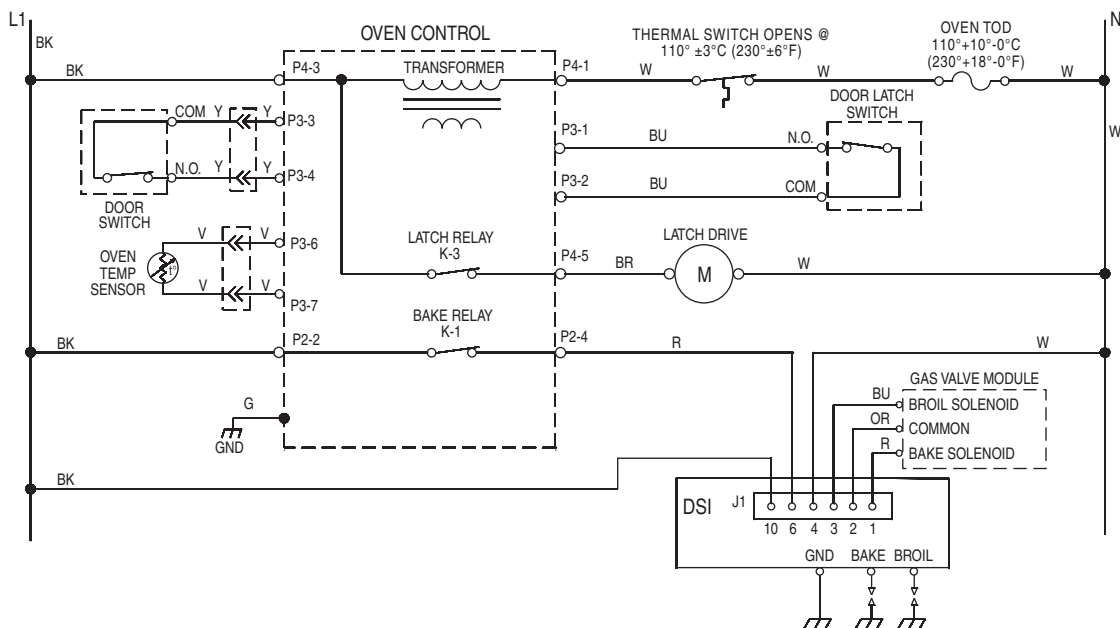 L1
N
BK
BK
OVEN CONTROL
P4-3
TRANSFORMER
P4-1
W
THERMAL SWITCH OPENS @
110° ±3°C (230°±6°F)
W
OVEN TOD
110°+10°-0°C
(230°+18°-0°F)
W
W
COM Y
Y
P3-3
N.O. Y
Y
P3-4
DOOR
SWITCH
P3-1
BU
N.O.
DOOR LATCH
SWITCH
P3-2
BU
COM
V
V
P3-6
OVEN
TEMP
SENSOR
t°
V
V
P3-7
LATCH RELAY
K-3
P4-5
BR
LATCH DRIVE
M
W
BK
P2-2
BAKE RELAY
K-1
P2-4
R
W
G
GND
GAS VALVE MODULE
BU
BROIL SOLENOID
OR
COMMON
R
BAKE SOLENOID
BK
DSI
J1
10 6 4 3 2 1
GND BAKE BROIL